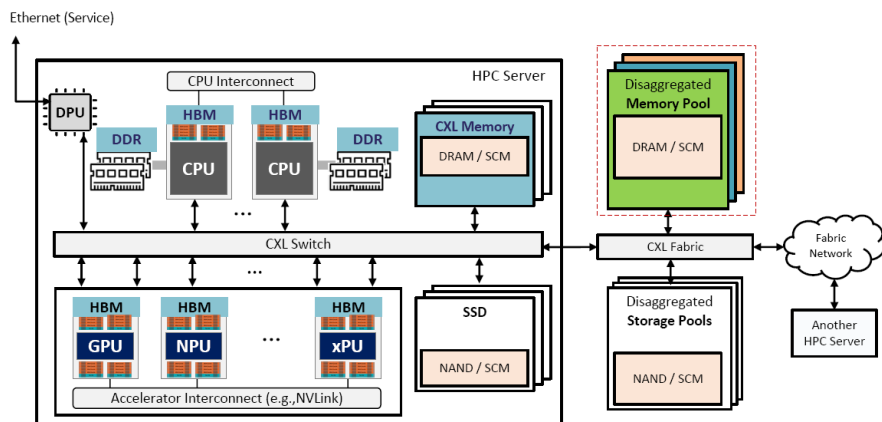 Ethernet (Service)
HPC Server
CPU Interconnect
DPU
HBM
HBM
DDR
DDR
CPU
CPU
...
CXL Memory
DRAM / SCM
Disaggregated
Memory Pool
DRAM / SCM
CXL Switch
CXL Fabric
Fabric
Network
...
HBM
HBM
HBM
GPU
NPU
...
xPU
Accelerator Interconnect (e.g.,NVLink)
SSD
NAND / SCM
Disaggregated
Storage Pools
NAND / SCM
Another
HPC Server